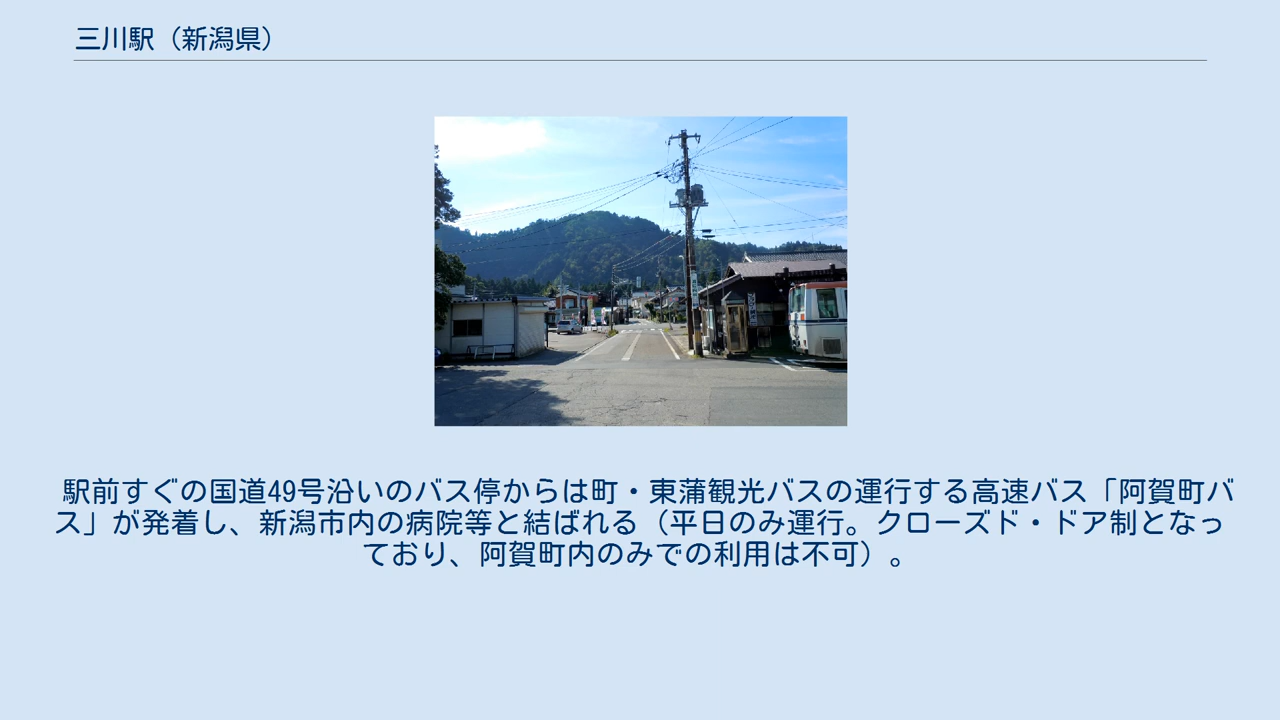 三川駅（新潟県）
駅前すぐの国道49号沿いのバス停からは町・東蒲観光バスの運行する高速バス「阿賀町バ
ス」が発着し、新潟市内の病院等と結ばれる（平日のみ運行。クローズド・ドア制となっ
ており、阿賀町内のみでの利用は不可）。